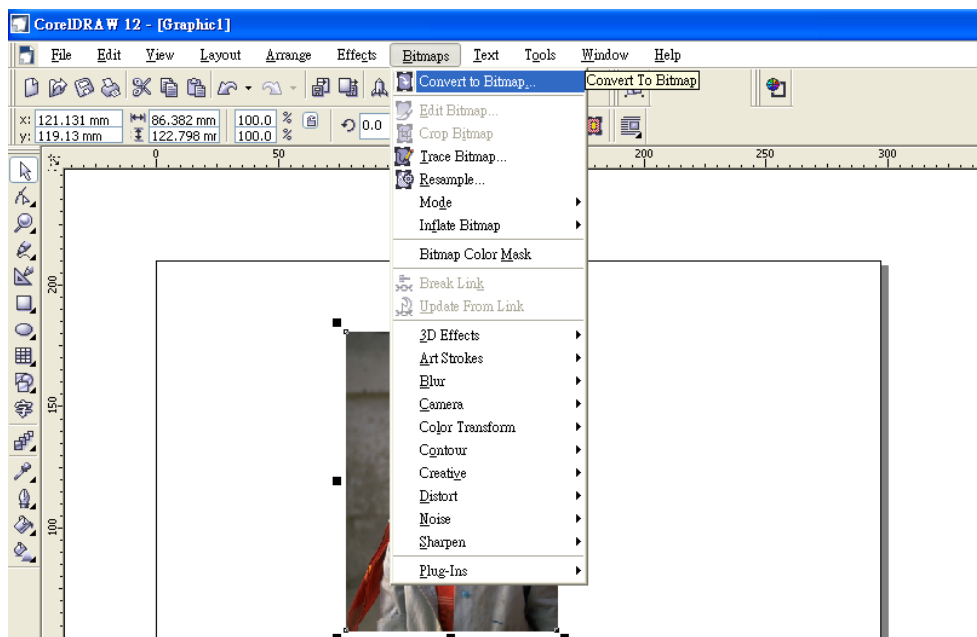 CorelDRAW 12 - [Graphic1]
File Edit View Layout Arrange Effects Bitmaps Text Tools Window Help
Convert to Bitmap...
Convert To Bitmap
x: 121.131 mm 86.382 mm 100.0 %
y: 119.13 mm 122.798 mr 100.0 %
0.0
Edit Bitmap...
Crop Bitmap
Trace Bitmap...
Resample...
Mode
Inflate Bitmap
Bitmap Color Mask
Break Link
Update From Link
3D Effects
Art Strokes
Blur
Camera
Color Transform
Contour
Creative
Distort
Noise
Sharpen
Plug-Ins
0 50 200 250 300
200
150
100
字